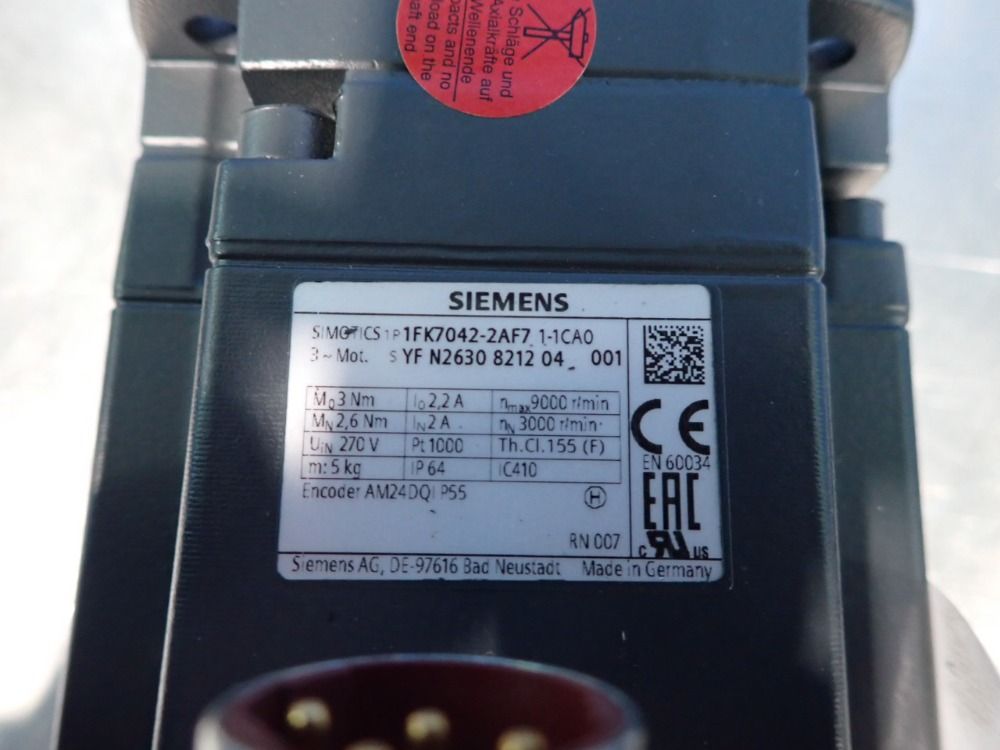 Schläge und
Axialkräfte auf
Wellenende
pacts and no
load on the
aft end
SIEMENS
SIMOTICS 1P 1FK7042-2AF71-1CA0
3~Mot. S YF N2630 8212 04 001
M0 3 Nm I0 2,2 A nmax 9000 r/min
MN 2,6 Nm IN 2 A nN 3000 r/min
UIN 270 V Pt1000 Th.Cl.155 (F)
m: 5 kg IP 64 IC410
Encoder AM24DQI P55 H
RN 007
CE
EN 60034
EAC
c RU US
Siemens AG, DE-97616 Bad Neustadt Made in Germany